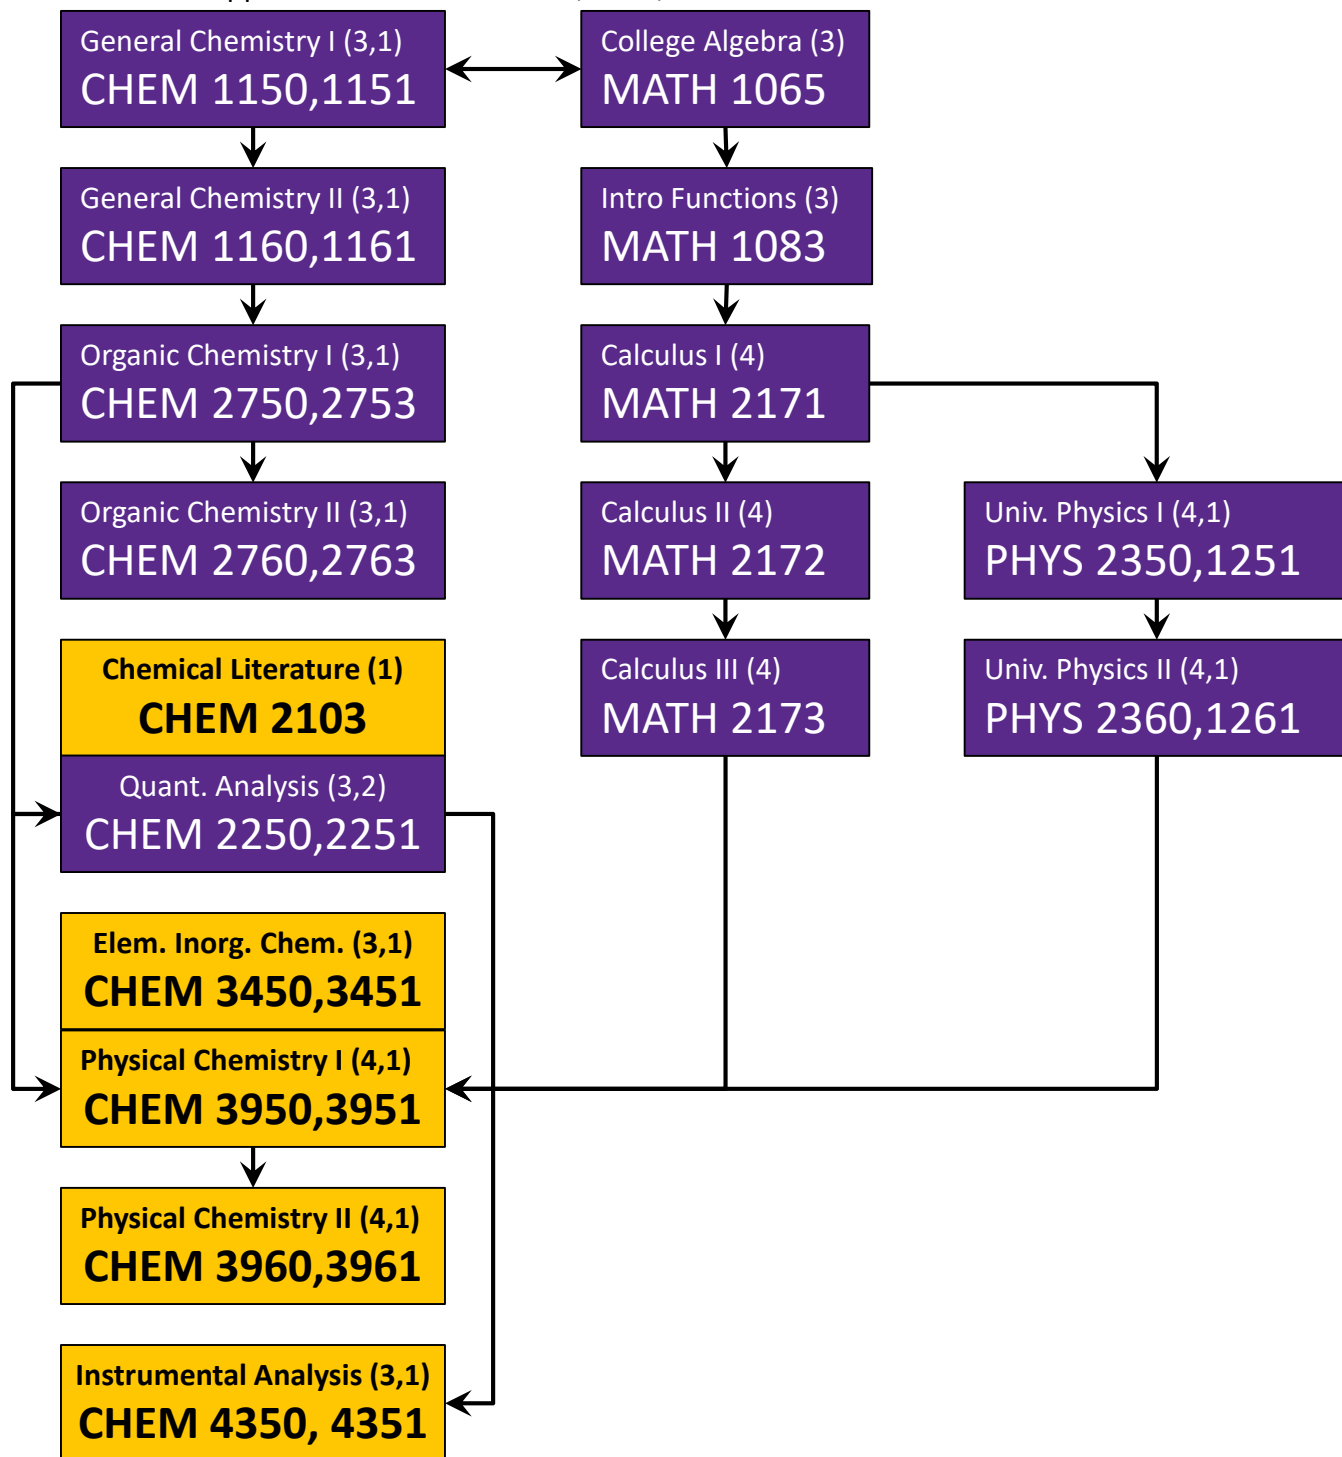 General Chemistry I (3,1)
CHEM 1150,1151
College Algebra (3)
MATH 1065
General Chemistry II (3,1)
CHEM 1160,1161
Intro Functions (3)
MATH 1083
Organic Chemistry I (3,1)
CHEM 2750,2753
Calculus I (4)
MATH 2171
Organic Chemistry II (3,1)
CHEM 2760,2763
Calculus II (4)
MATH 2172
Univ. Physics I (4,1)
PHYS 2350,1251
Chemical Literature (1)
CHEM 2103
Calculus III (4)
MATH 2173
Univ. Physics II (4,1)
PHYS 2360,1261
Quant. Analysis (3,2)
CHEM 2250,2251
Elem. Inorg. Chem. (3,1)
CHEM 3450,3451
Physical Chemistry I (4,1)
CHEM 3950,3951
Physical Chemistry II (4,1)
CHEM 3960,3961
Instrumental Analysis (3,1)
CHEM 4350, 4351